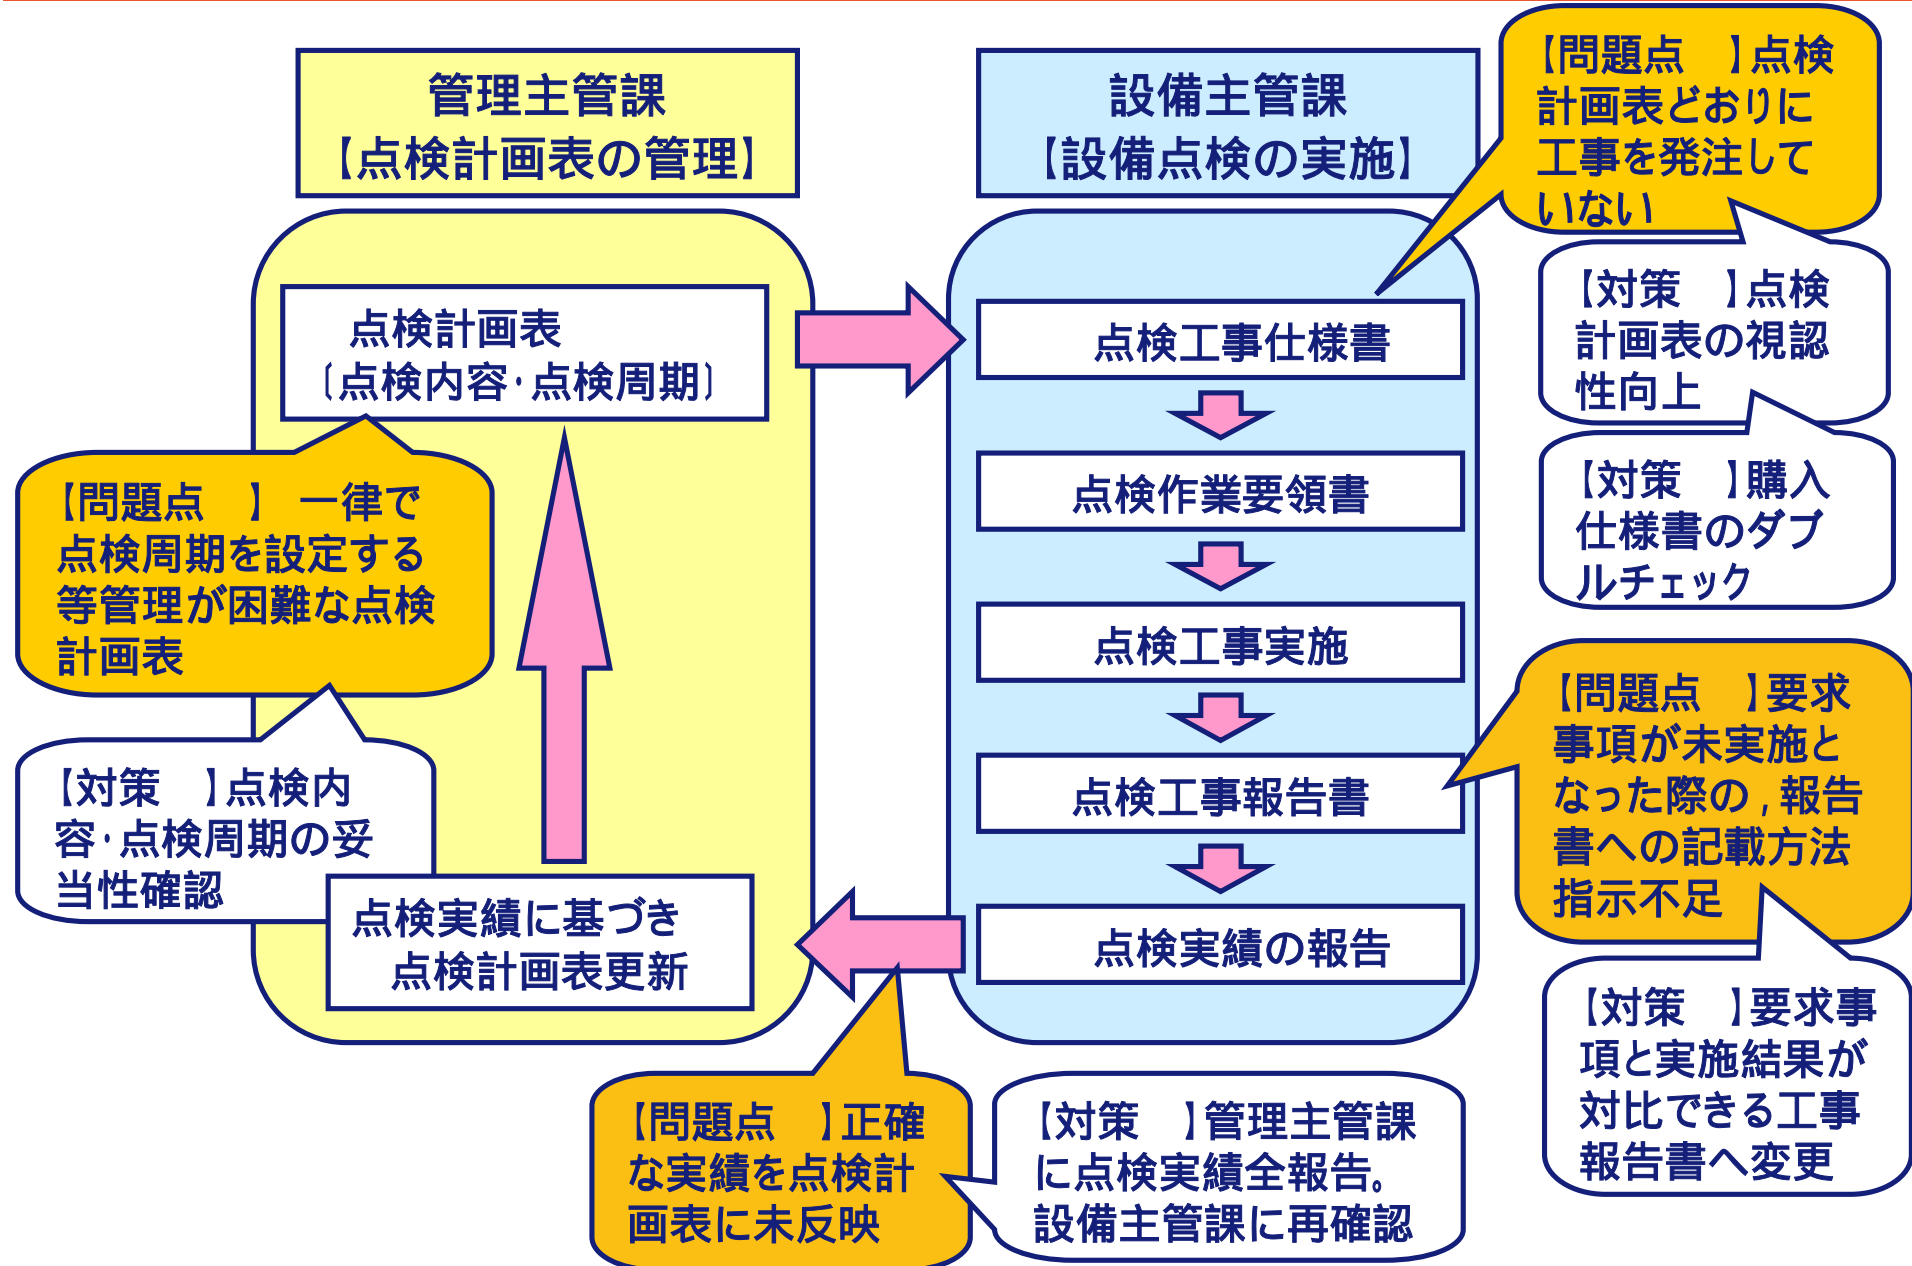 管理主管課
【点検計画表の管理】
設備主管課
【設備点検の実施】
【問題点　】点検
計画表どおりに
工事を発注して
いない
【対策　】点検
計画表の視認
性向上
【対策　】購入
仕様書のダブ
ルチェック
点検計画表
〔点検内容・点検周期〕
【問題点　】　一律で
点検周期を設定する
等管理が困難な点検
計画表
【対策　】点検内
容・点検周期の妥
当性確認
点検実績に基づき
点検計画表更新
点検工事仕様書
点検作業要領書
点検工事実施
点検工事報告書
点検実績の報告
【問題点　】要求
事項が未実施と
なった際の，報告
書への記載方法
指示不足
【対策　】要求事
項と実施結果が
対比できる工事
報告書へ変更
【問題点　】正確
な実績を点検計
画表に未反映
【対策　】管理主管課
に点検実績全報告。
設備主管課に再確認